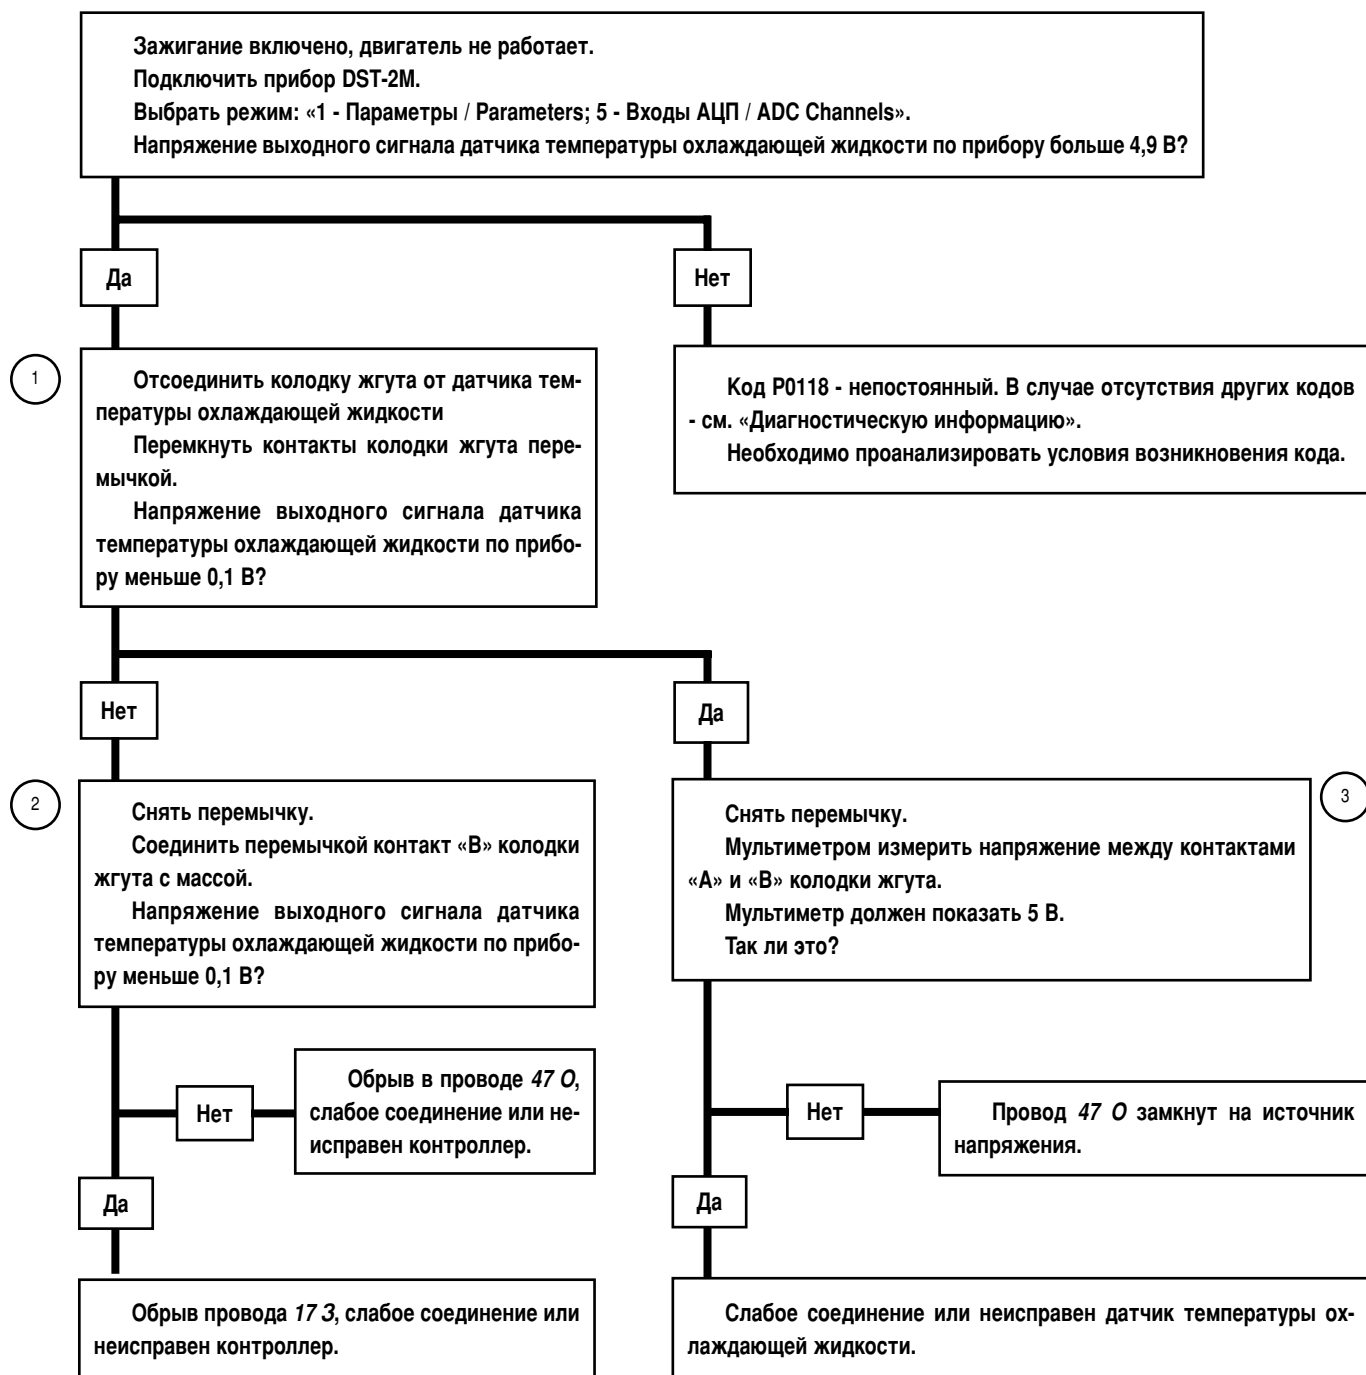 Зажигание включено, двигатель не работает.
Подключить прибор DST-2M.
Выбрать режим: «1 - Параметры / Parameters; 5 - Входы АЦП / ADC Channels».
Напряжение выходного сигнала датчика температуры охлаждающей жидкости по прибору больше 4,9 В?
Да
Нет
1
Отсоединить колодку жгута от датчика тем-
пературы охлаждающей жидкости
Перемкнуть контакты колодки жгута пере-
мычкой.
Напряжение выходного сигнала датчика
температуры охлаждающей жидкости по прибо-
ру меньше 0,1 В?
Код P0118 - непостоянный. В случае отсутствия других кодов
- см. «Диагностическую информацию».
Необходимо проанализировать условия возникновения кода.
Нет
Да
2
Снять перемычку.
Соединить перемычкой контакт «В» колодки
жгута с массой.
Напряжение выходного сигнала датчика
температуры охлаждающей жидкости по прибо-
ру меньше 0,1 В?
3
Снять перемычку.
Мультиметром измерить напряжение между контактами
«А» и «В» колодки жгута.
Мультиметр должен показать 5 В.
Так ли это?
Нет
Обрыв в проводе 47 О,
слабое соединение или не-
исправен контроллер.
Нет
Провод 47 О замкнут на источник
напряжения.
Да
Да
Обрыв провода 17 З, слабое соединение или
неисправен контроллер.
Слабое соединение или неисправен датчик температуры ох-
лаждающей жидкости.